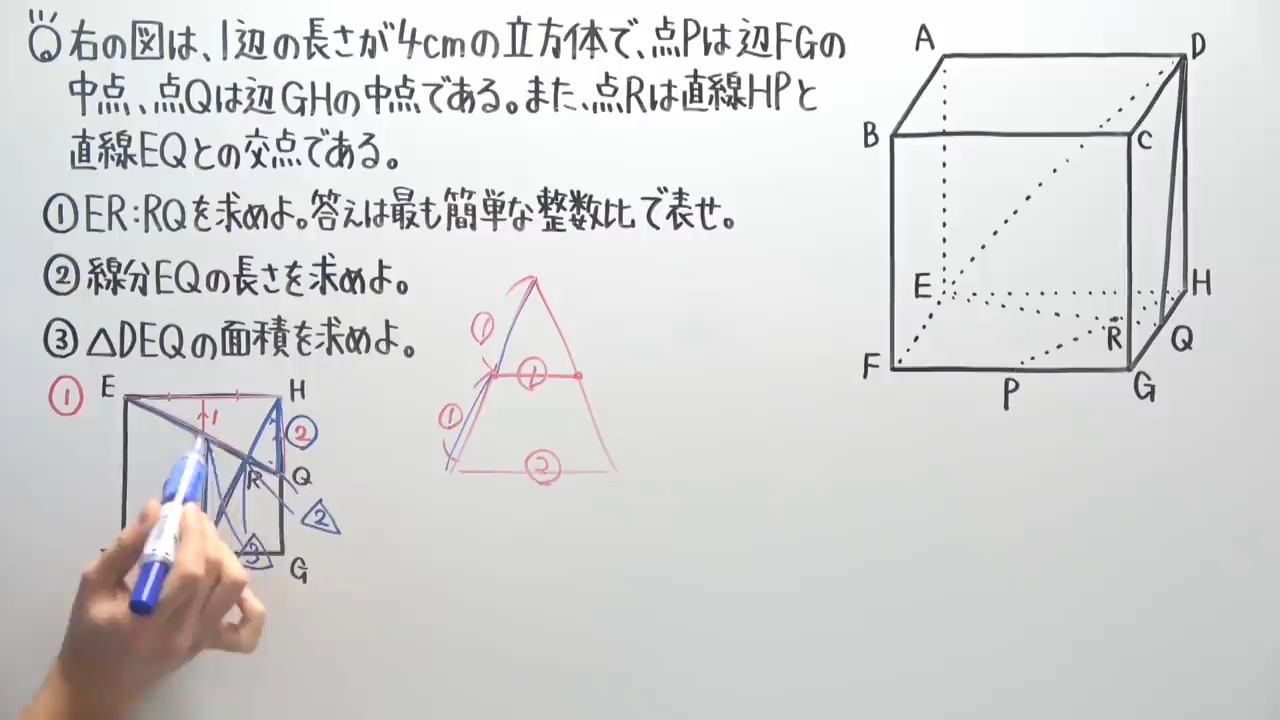 Q 右の図は、1辺の長さが4cmの立方体で、点Pは辺FGの
中点、点Qは辺GHの中点である。また、点Rは直線HPと
直線EQとの交点である。
① ER:RQを求めよ。答えは最も簡単な整数比で表せ。
② 線分EQの長さを求めよ。
③ △DEQの面積を求めよ。
A
D
B
C
E
H
R
Q
F
P
G
①
E
H
1
②
R
Q
2
3
G
①
①
①
②